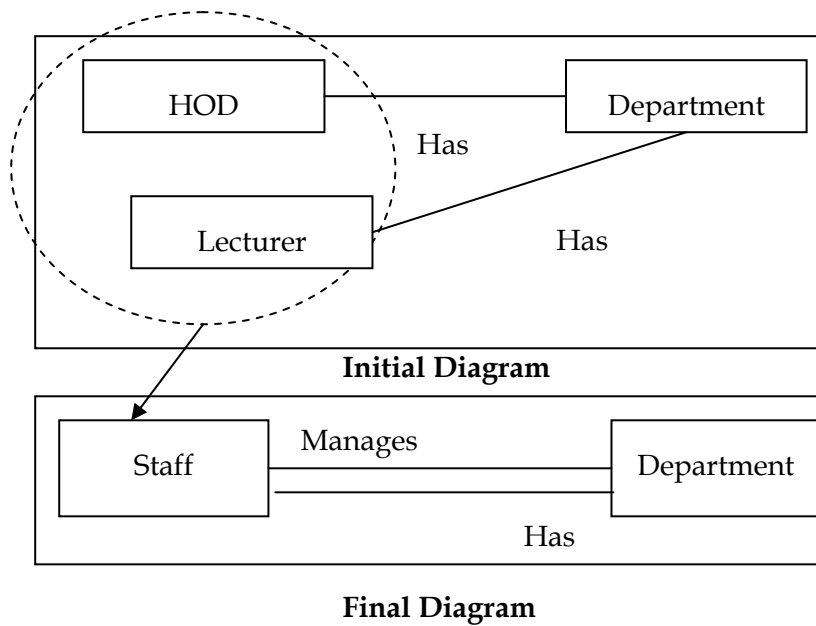 HOD
Department
Has
Lecturer
Has
Initial Diagram
Staff
Manages
Department
Has
Final Diagram